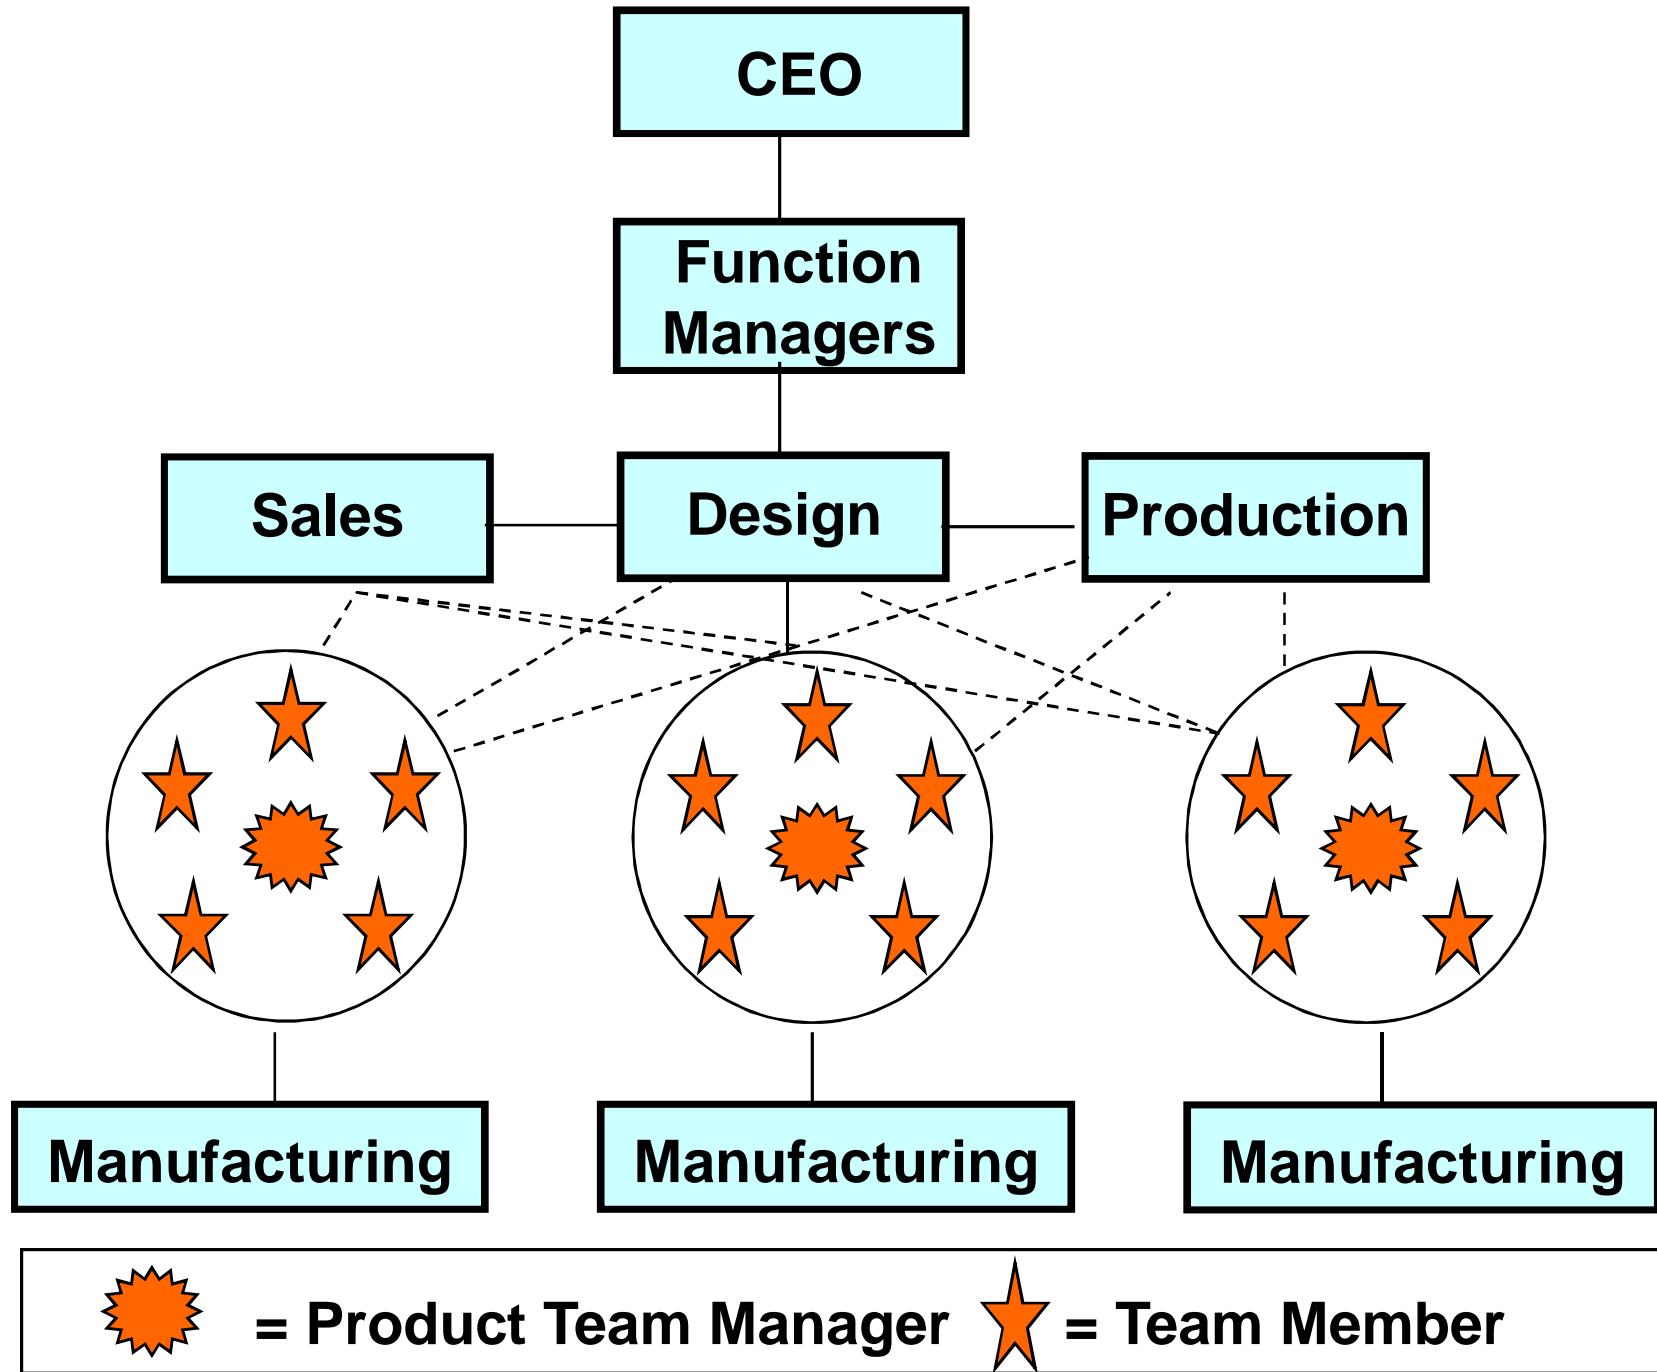 CEO
Function
Managers
Sales
Design
Production
Manufacturing
Manufacturing
Manufacturing
= Product Team Manager
= Team Member